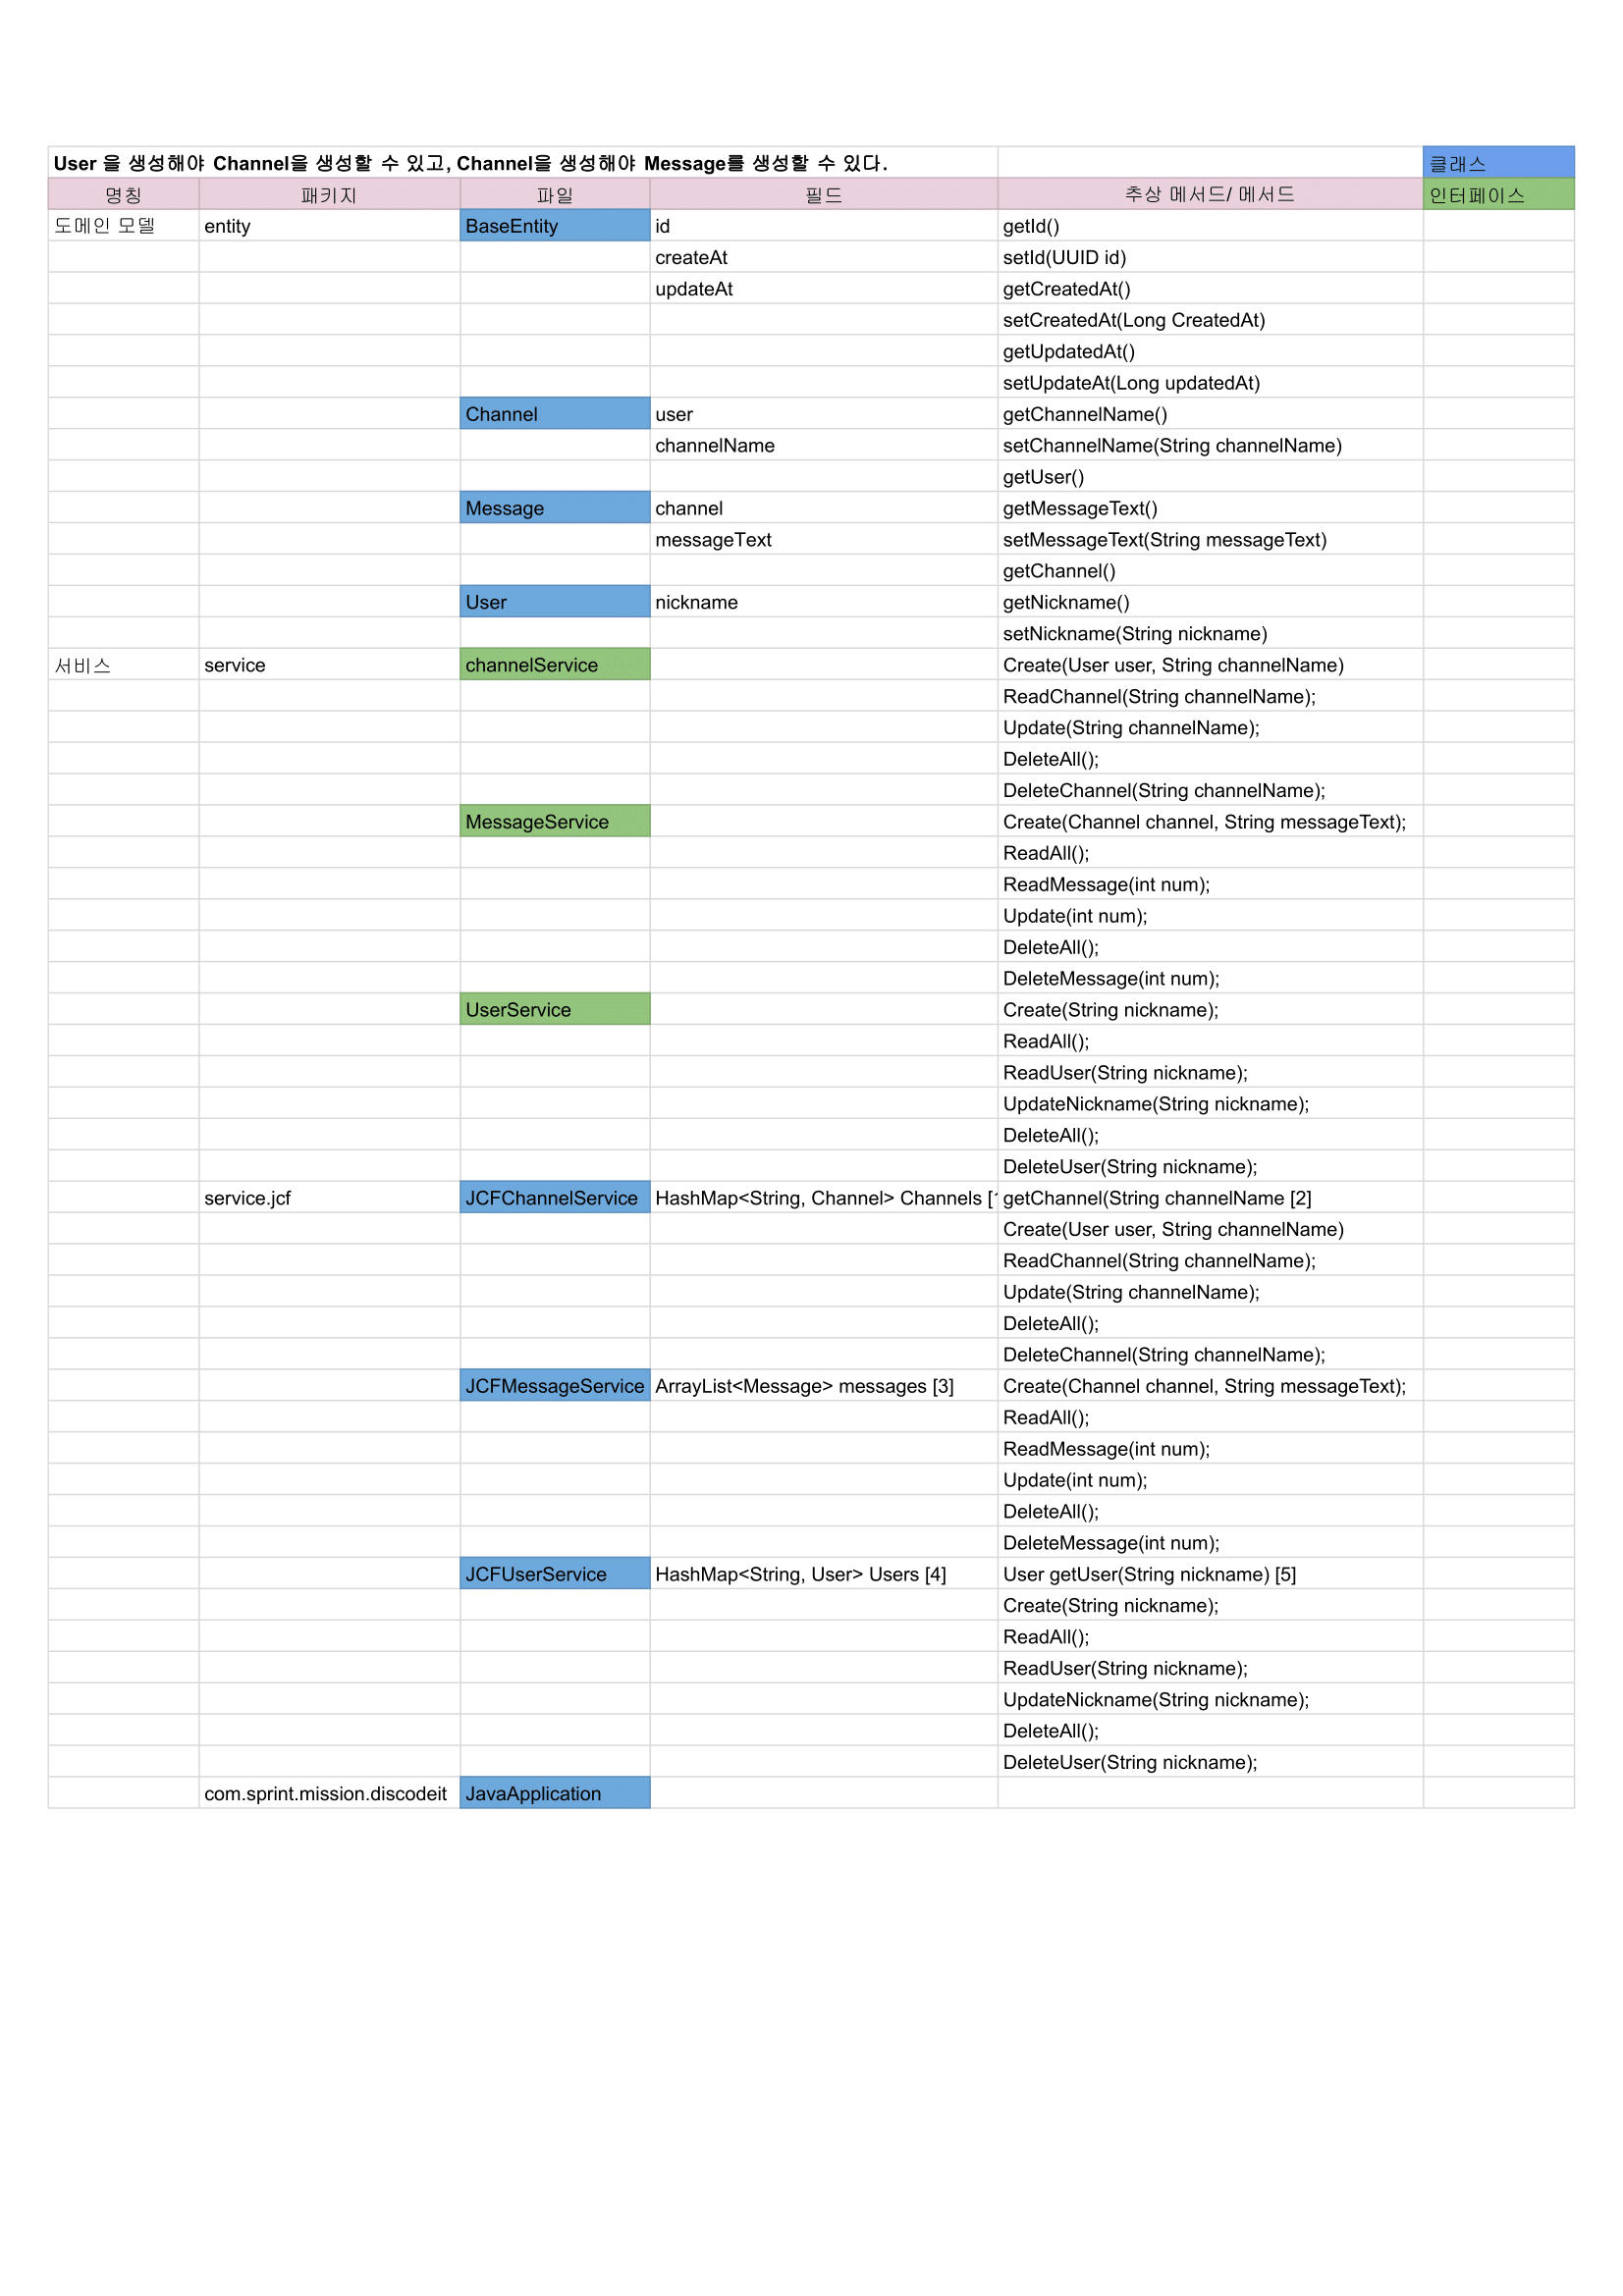 User 을 생성해야 Channel을 생성할 수 있고, Channel을 생성해야 Message를 생성할 수 있다. 클래스
명칭 패키지 파일 필드 추상 메서드/ 메서드 인터페이스
도메인 모델 entity BaseEntity id getId()
createAt setId(UUID id)
updateAt getCreatedAt()
setCreatedAt(Long CreatedAt)
getUpdatedAt()
setUpdateAt(Long updatedAt)
Channel user getChannelName()
channelName setChannelName(String channelName)
getUser()
Message channel getMessageText()
messageText setMessageText(String messageText)
getChannel()
User nickname getNickname()
setNickname(String nickname)
서비스 service channelService Create(User user, String channelName)
ReadChannel(String channelName);
Update(String channelName);
DeleteAll();
DeleteChannel(String channelName);
MessageService Create(Channel channel, String messageText);
ReadAll();
ReadMessage(int num);
Update(int num);
DeleteAll();
DeleteMessage(int num);
UserService Create(String nickname);
ReadAll();
ReadUser(String nickname);
UpdateNickname(String nickname);
DeleteAll();
DeleteUser(String nickname);
service.jcf JCFChannelService HashMap<String, Channel> Channels [1 getChannel(String channelName [2]
Create(User user, String channelName)
ReadChannel(String channelName);
Update(String channelName);
DeleteAll();
DeleteChannel(String channelName);
JCFMessageService ArrayList<Message> messages [3] Create(Channel channel, String messageText);
ReadAll();
ReadMessage(int num);
Update(int num);
DeleteAll();
DeleteMessage(int num);
JCFUserService HashMap<String, User> Users [4] User getUser(String nickname) [5]
Create(String nickname);
ReadAll();
ReadUser(String nickname);
UpdateNickname(String nickname);
DeleteAll();
DeleteUser(String nickname);
com.sprint.mission.discodeit JavaApplication